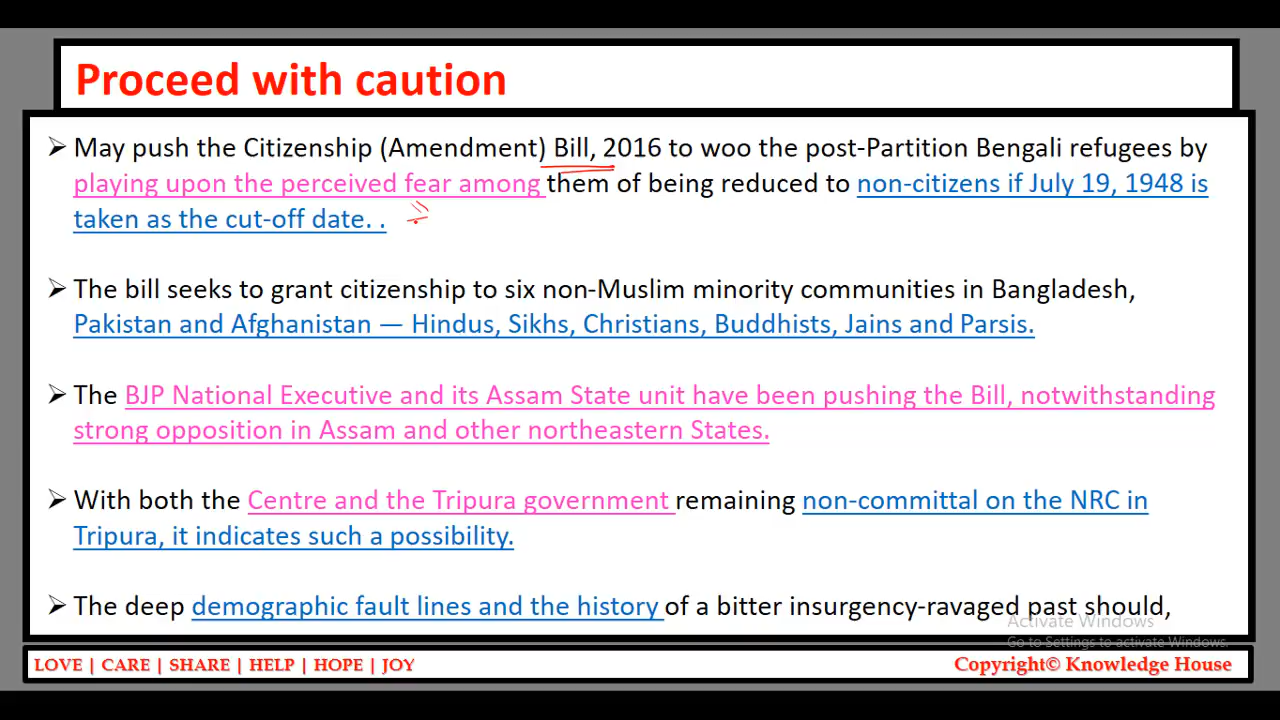 Proceed with caution
➢ May push the Citizenship (Amendment) Bill, 2016 to woo the post-Partition Bengali refugees by
playing upon the perceived fear among them of being reduced to non-citizens if July 19, 1948 is
taken as the cut-off date. .
➢ The bill seeks to grant citizenship to six non-Muslim minority communities in Bangladesh,
Pakistan and Afghanistan — Hindus, Sikhs, Christians, Buddhists, Jains and Parsis.
➢ The BJP National Executive and its Assam State unit have been pushing the Bill, notwithstanding
strong opposition in Assam and other northeastern States.
➢ With both the Centre and the Tripura government remaining non-committal on the NRC in
Tripura, it indicates such a possibility.
➢ The deep demographic fault lines and the history of a bitter insurgency-ravaged past should,
Activate Windows
Go to Settings to activate Windows.
LOVE | CARE | SHARE | HELP | HOPE | JOY
Copyright© Knowledge House